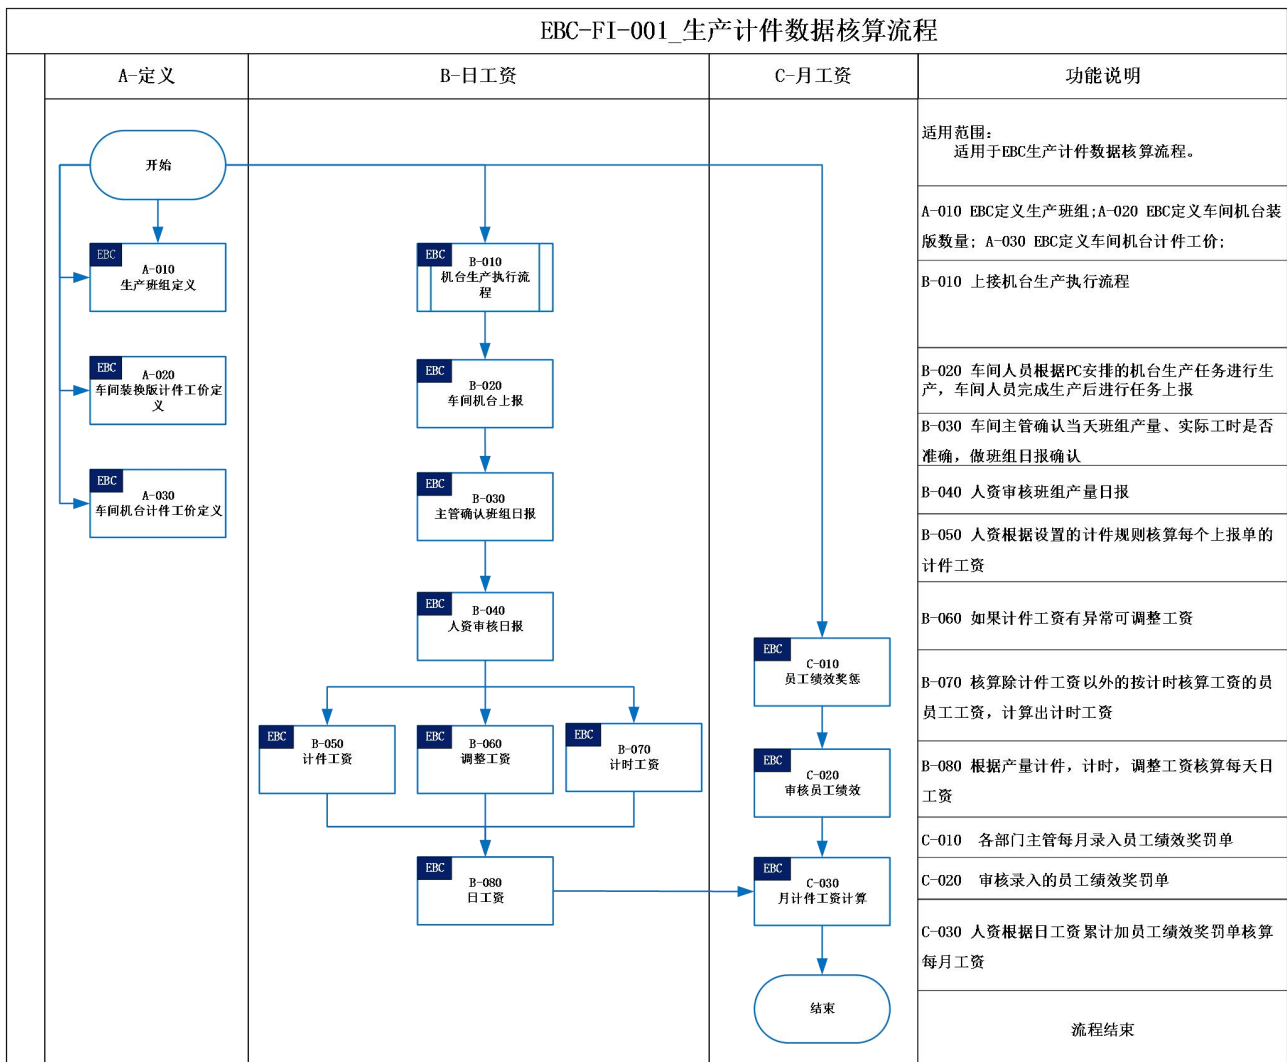 EBC-FI-001_生产计件数据核算流程
A-定义
B-日工资
C-月工资
功能说明
开始
EBC
A-010
生产班组定义
EBC
A-020
车间装换版计件工价定
义
EBC
A-030
车间机台计件工价定义
EBC
B-010
机台生产执行流
程
EBC
B-020
车间机台上报
EBC
B-030
主管确认班组日报
EBC
B-040
人资审核日报
EBC
B-050
计件工资
EBC
B-060
调整工资
EBC
B-070
计时工资
EBC
B-080
日工资
EBC
C-010
员工绩效奖惩
EBC
C-020
审核员工绩效
EBC
C-030
月计件工资计算
结束
适用范围：
适用于EBC生产计件数据核算流程。
A-010 EBC定义生产班组;A-020 EBC定义车间机台装
版数量; A-030 EBC定义车间机台计件工价;
B-010 上接机台生产执行流程
B-020 车间人员根据PC安排的机台生产任务进行生
产, 车间人员完成生产后进行任务上报
B-030 车间主管确认当天班组产量、实际工时是否
准确，做班组日报确认
B-040 人资审核班组产量日报
B-050 人资根据设置的计件规则核算每个上报单的
计件工资
B-060 如果计件工资有异常可调整工资
B-070 核算除计件工资以外的按计时核算工资的员
员工工资，计算出计时工资
B-080 根据产量计件，计时，调整工资核算每天日
工资
C-010 各部门主管每月录入员工绩效奖罚单
C-020 审核录入的员工绩效奖罚单
C-030 人资根据日工资累计加员工绩效奖罚单核算
每月工资
流程结束